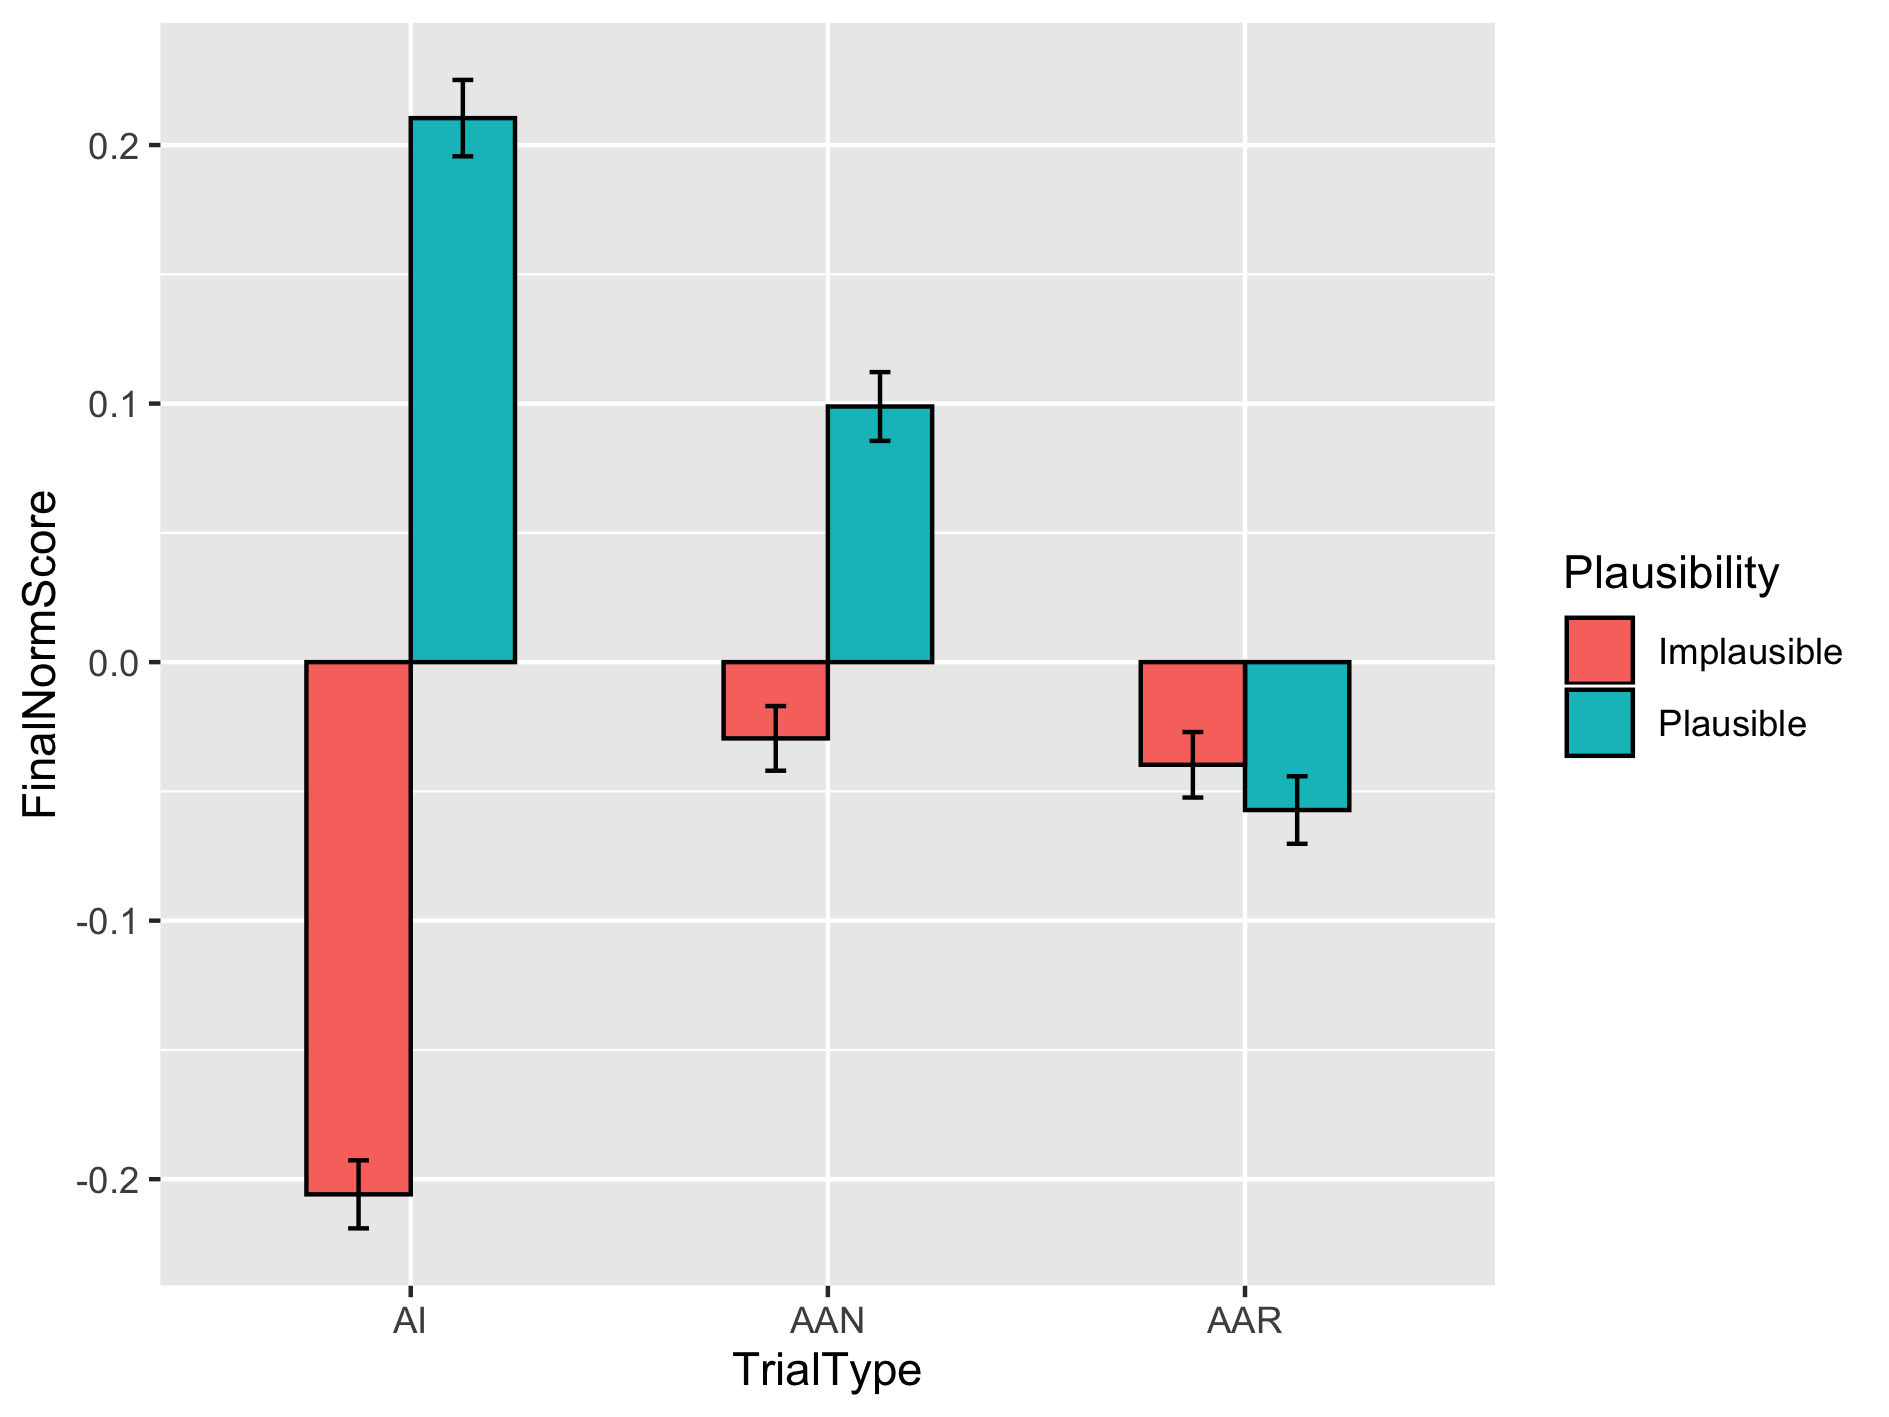 FinalNormScore
0.2
0.1
0.0
-0.1
-0.2
AI
AAN
AAR
TrialType
Plausibility
Implausible
Plausible